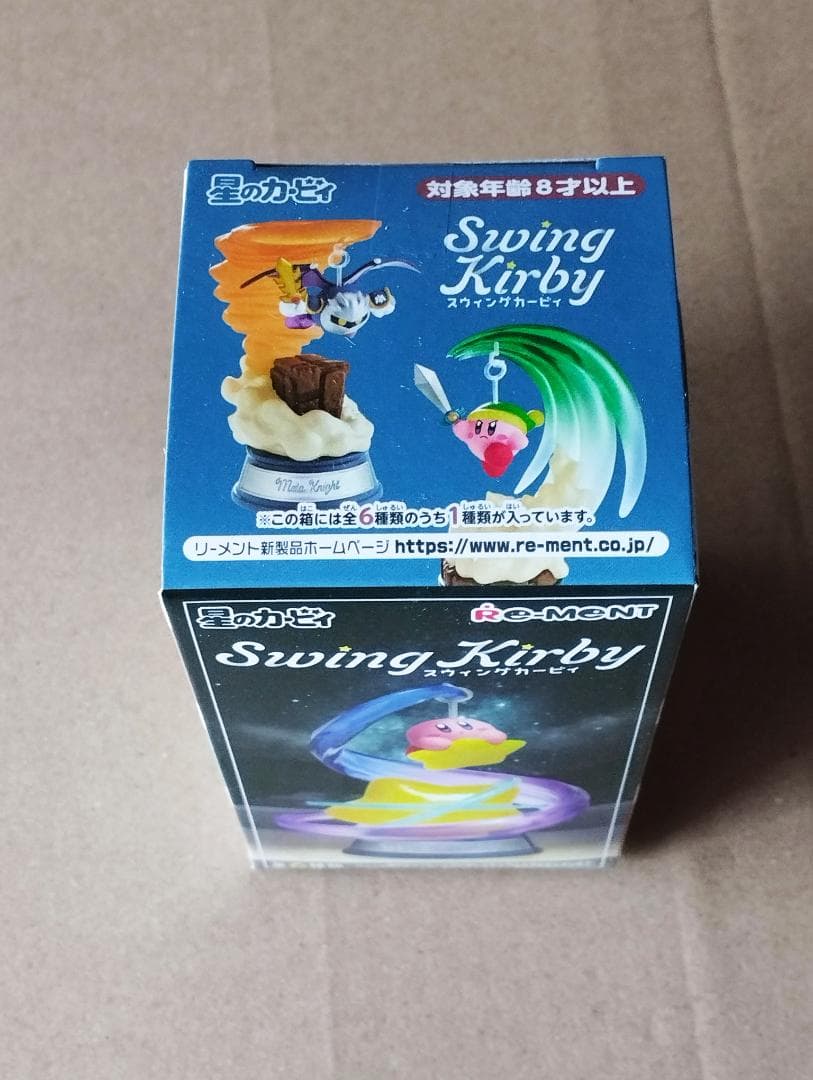 星のカービィ
対象年齢8才以上
Swing
Kirby
スウィングカービィ
Meta Knight
※この箱には全6種類のうち1種類が入っています。
リーメント新製品ホームページ https://www.re-ment.co.jp/
星のカービィ
Re-MeNT
Swing Kirby
スウィングカービィ